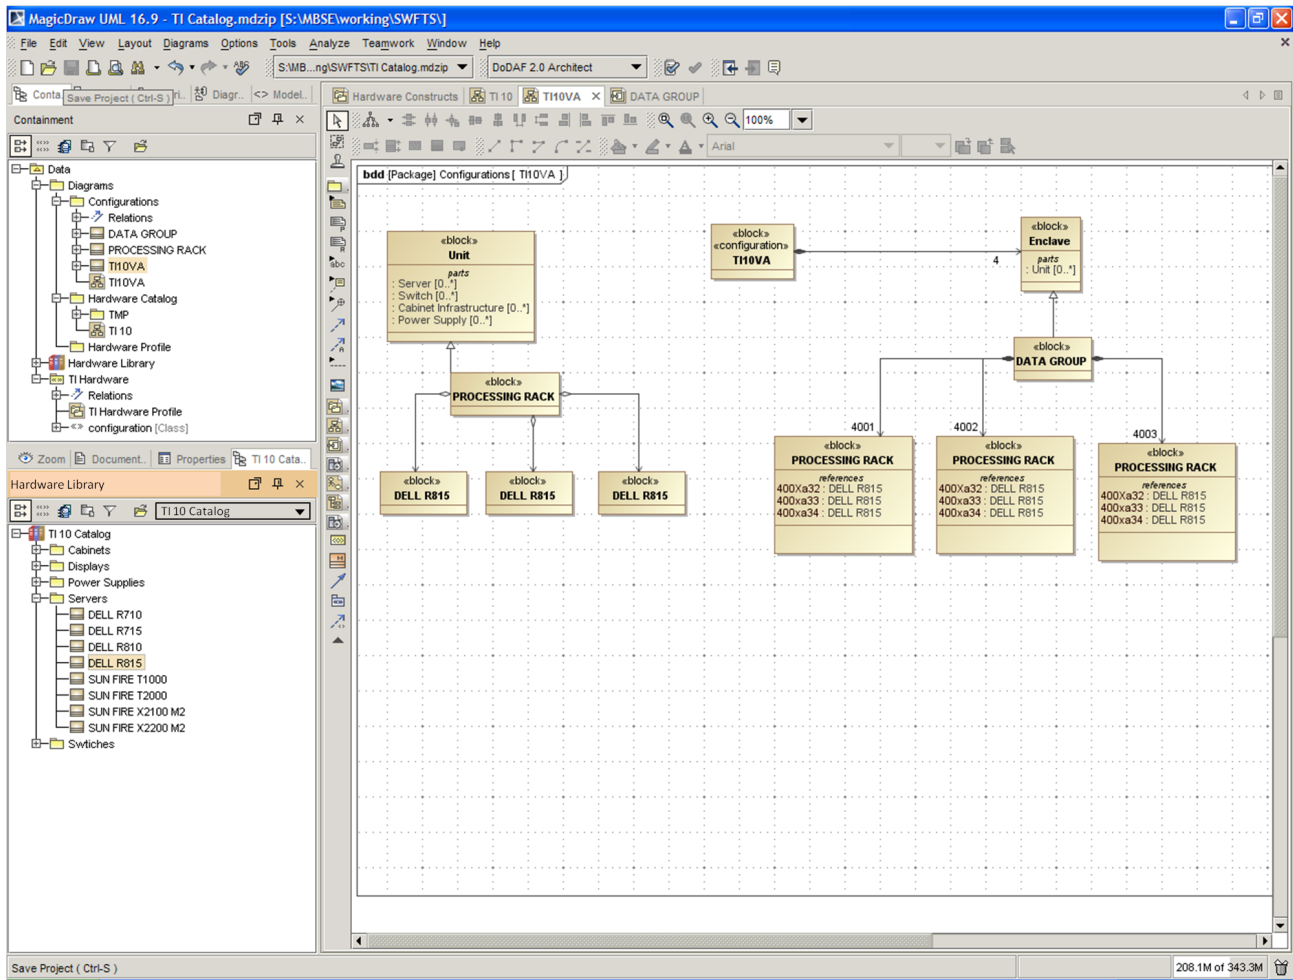 MagicDraw UML 16.9 - TI Catalog.mdzip [S:\MBSE\working\SWFTS\]
File Edit View Layout Diagrams Options Tools Analyze Teamwork Window Help
S:\MB...ng\SWFTS\TI Catalog.mdzip DoDAF 2.0 Architect
Conta.. Diagr.. <> Model..
Save Project ( Ctrl-S )
Hardware Constructs TI 10 TI10VA DATA GROUP
Containment
100%
Arial
Data
Diagrams
Configurations
Relations
DATA GROUP
PROCESSING RACK
TI10VA
TI10VA
Hardware Catalog
TMP
TI 10
Hardware Profile
Hardware Library
TI Hardware
Relations
TI Hardware Profile
configuration [Class]
Zoom Document.. Properties TI 10 Cata..
Hardware Library
TI 10 Catalog
TI 10 Catalog
Cabinets
Displays
Power Supplies
Servers
DELL R710
DELL R715
DELL R810
DELL R815
SUN FIRE T1000
SUN FIRE T2000
SUN FIRE X2100 M2
SUN FIRE X2200 M2
Swtiches
abc
bdd [Package] Configurations [ TI10VA ]
«block»
Unit
parts
: Server [0..*]
: Switch [0..*]
: Cabinet Infrastructure [0..*]
: Power Supply [0..*]
«block»
PROCESSING RACK
«block»
DELL R815
«block»
DELL R815
«block»
DELL R815
«block»
«configuration»
TI10VA
4
«block»
Enclave
parts
: Unit [0..*]
«block»
DATA GROUP
4001
4002
4003
«block»
PROCESSING RACK
references
400Xa32 : DELL R815
400xa33 : DELL R815
400xa34 : DELL R815
«block»
PROCESSING RACK
references
400Xa32 : DELL R815
400xa33 : DELL R815
400xa34 : DELL R815
«block»
PROCESSING RACK
references
400Xa32 : DELL R815
400xa33 : DELL R815
400xa34 : DELL R815
Save Project ( Ctrl-S )
208.1M of 343.3M